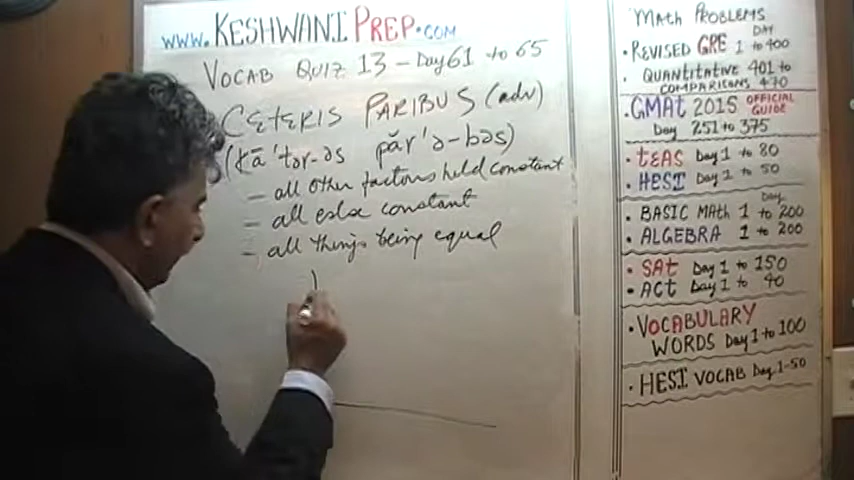 www.KESHWANIPREP.COM
VOCAB QUIZ 13 – Day 61 to 65
CETERIS PARIBUS (adv)
(kā'tər-əs păr'ə-bəs)
– all other factors held constant
– all else constant
– all things being equal
MATH PROBLEMS
DAY
• REVISED GRE 1 to 400
• QUANTITATIVE 401 to
COMPARISONS 470
• GMAt 2015 OFFICIAL GUIDE
Day 251 to 375
• tEAS Day 1 to 80
• HESI Day 1 to 50
Day
• BASIC MAth 1 to 200
• ALGEBRA 1 to 200
• SAt Day 1 to 150
• ACt Day 1 to 40
• VOCABULARY
WORDS Day 1 to 100
• HESI VOCAB Day 1-50